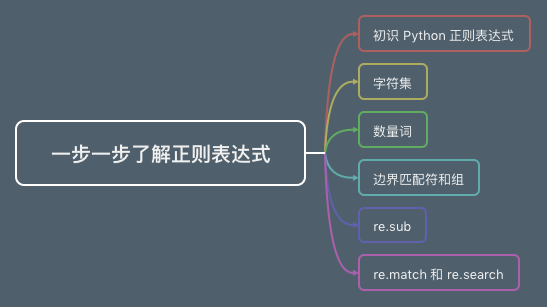 一步一步了解正则表达式
初识 Python 正则表达式
字符集
数量词
边界匹配符和组
re.sub
re.match 和 re.search